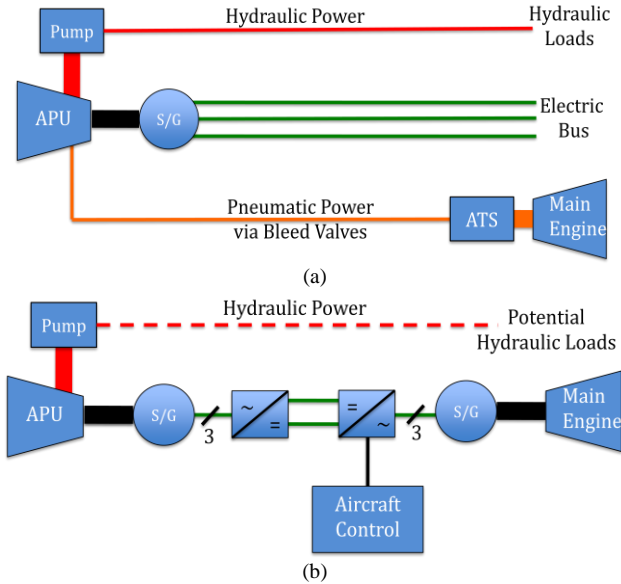 Pump
Hydraulic Power
Hydraulic
Loads
APU
S/G
Electric
Bus
Pneumatic Power
via Bleed Valves
ATS
Main
Engine
(a)
Pump
Hydraulic Power
Potential
Hydraulic Loads
APU
S/G
3
~
=
=
~
3
S/G
Main
Engine
Aircraft
Control
(b)